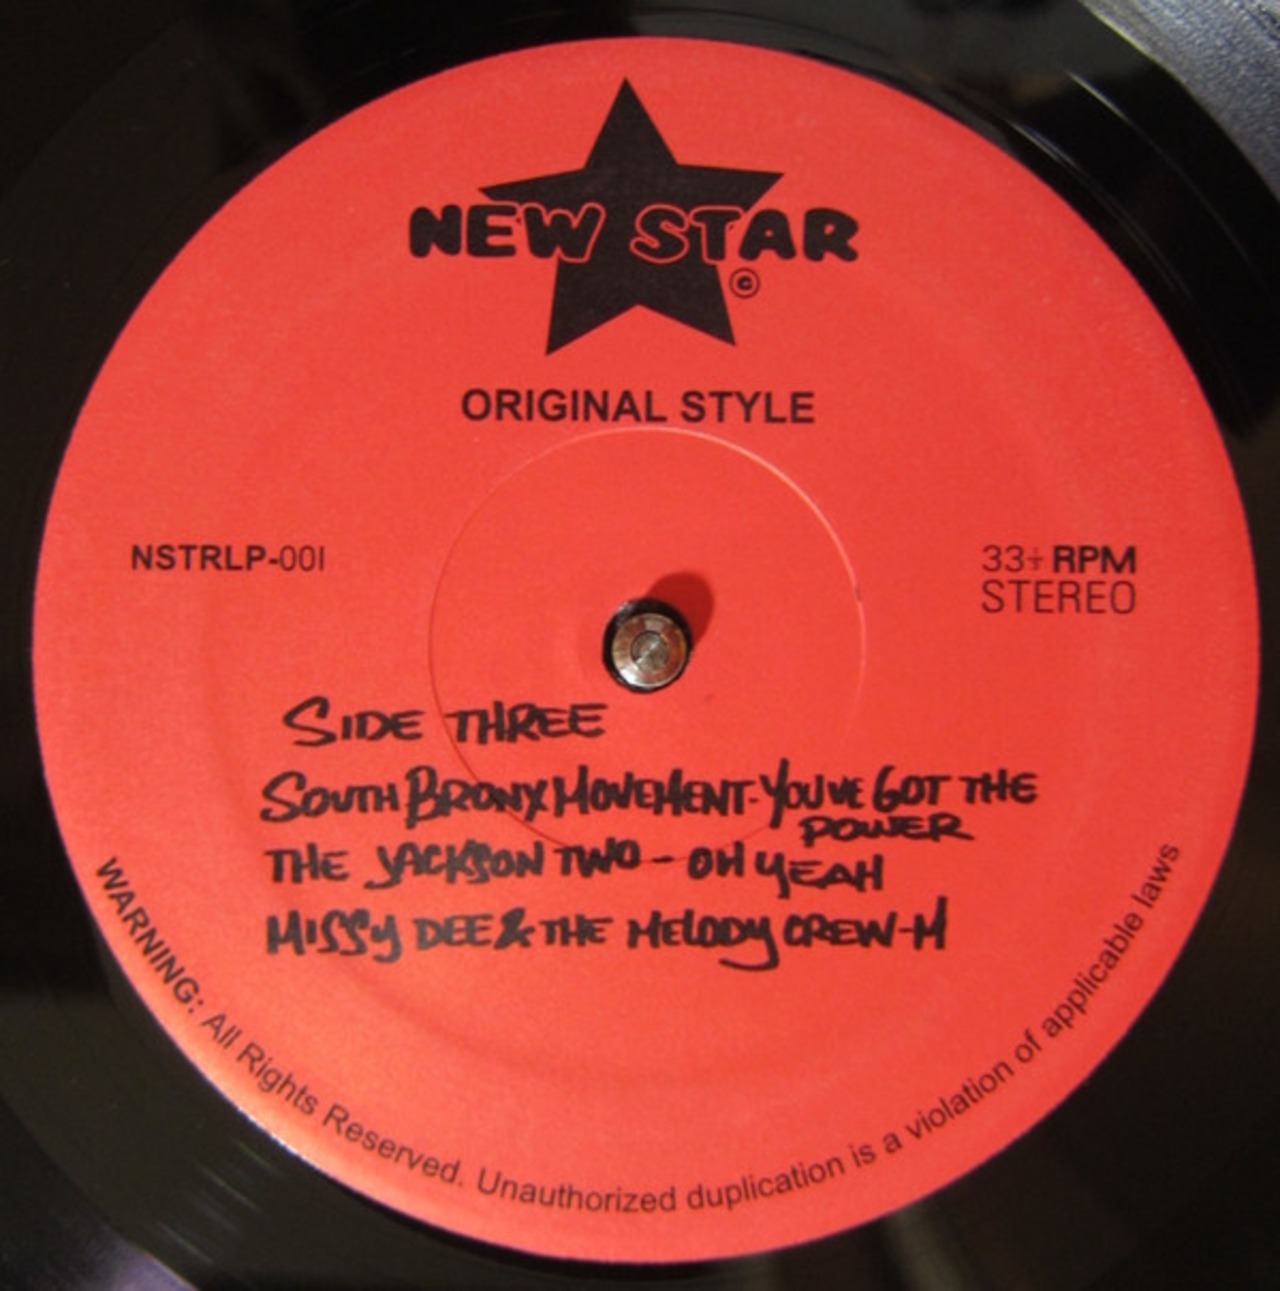 NEW STAR
©
ORIGINAL STYLE
NSTRLP-001
33⅓ RPM
STEREO
SIDE THREE
SOUTH BRONX MOVEMENT-YOU'VE GOT THE
POWER
THE JACKSON TWO - OH YEAH
MISSY DEE & THE MELODY CREW-M
WARNING: All Rights Reserved. Unauthorized duplication is a violation of applicable laws